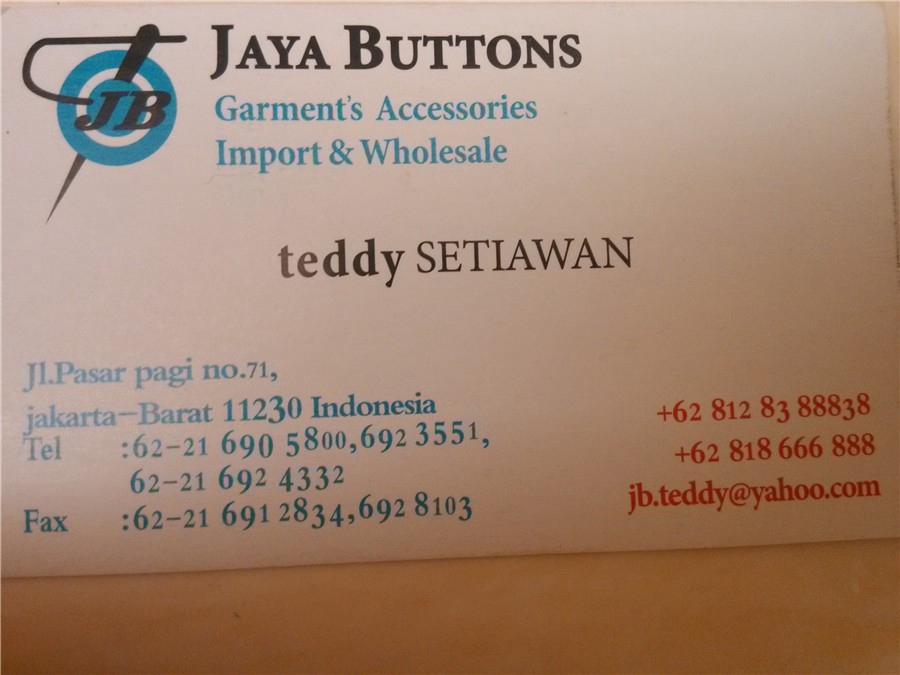 JB
JAYA BUTTONS
Garment's Accessories
Import & Wholesale
teddy SETIAWAN
Jl.Pasar pagi no.71,
jakarta-Barat 11230 Indonesia
Tel :62-21 690 5800,692 3551,
62-21 692 4332
Fax :62-21 691 2834,692 8103
+62 812 83 88838
+62 818 666 888
jb.teddy@yahoo.com